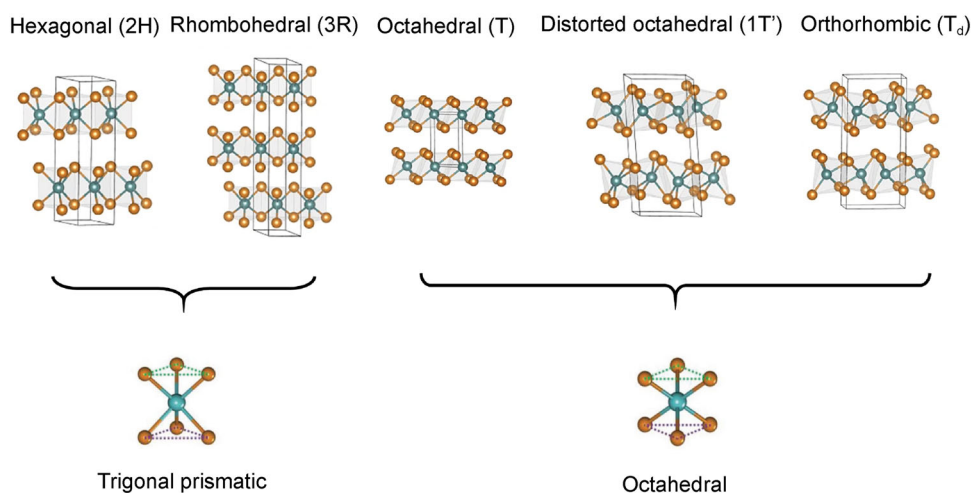 Hexagonal (2H)
Rhombohedral (3R)
Octahedral (T)
Distorted octahedral (1T’)
Orthorhombic (Td)
Trigonal prismatic
Octahedral